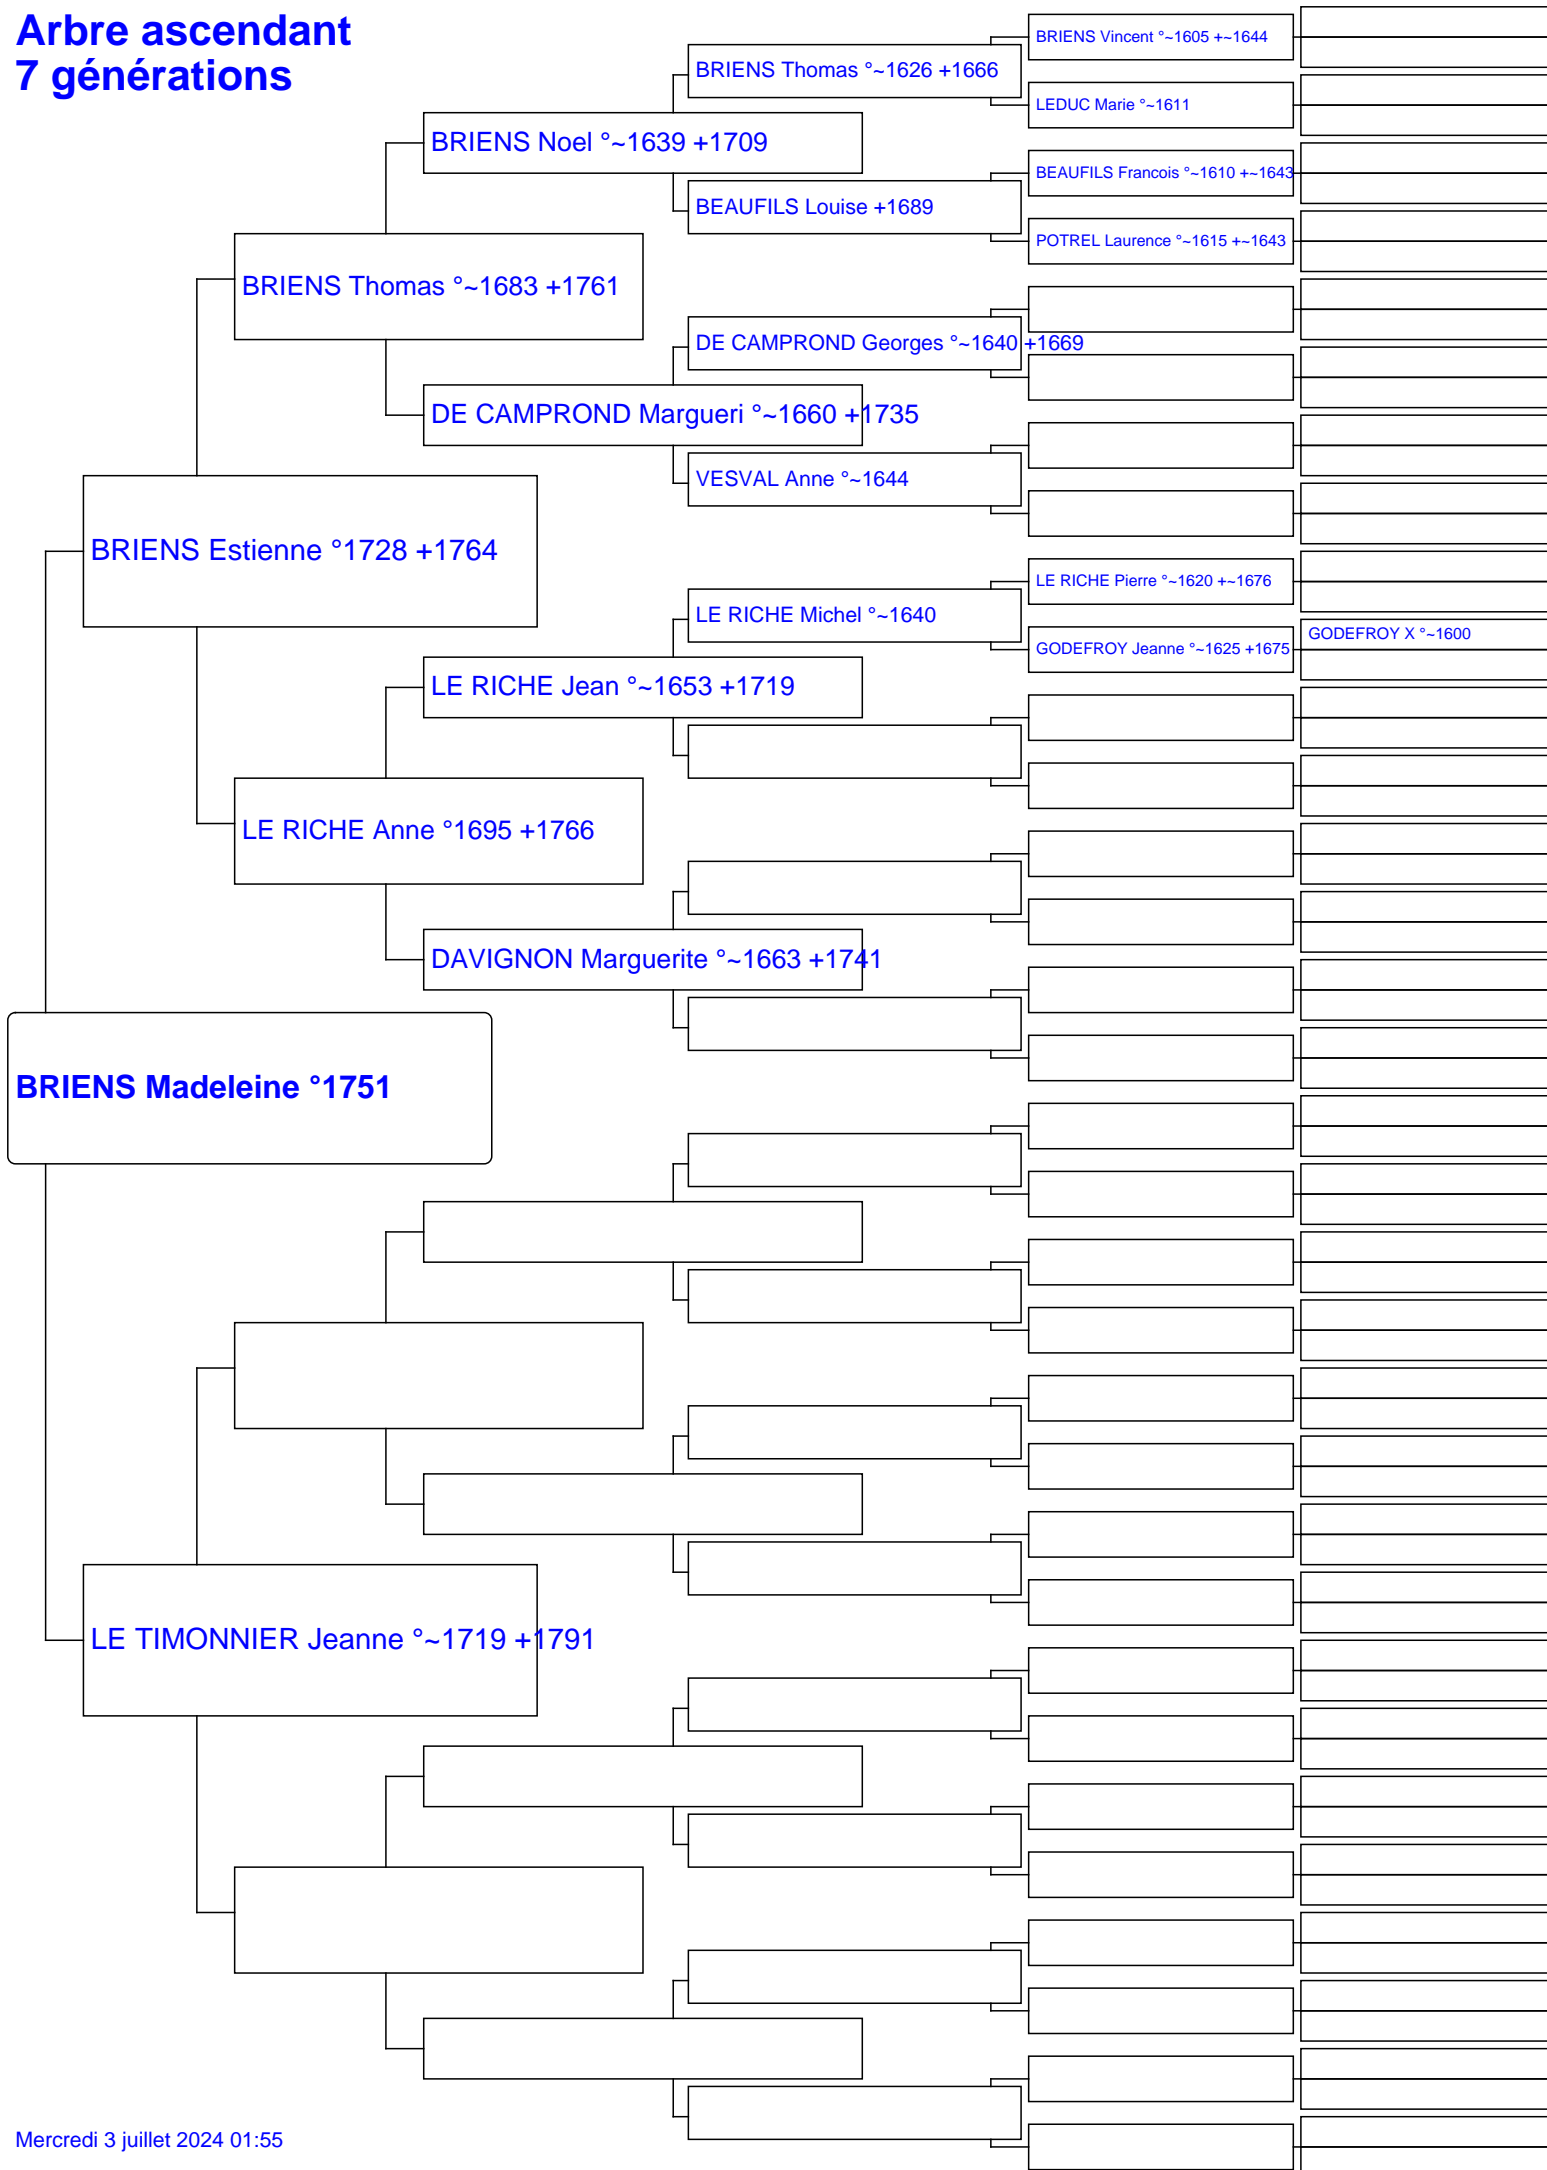 Arbre ascendant
7 générations
BRIENS Vincent °~1605 +~1644
BRIENS Thomas °~1626 +1666
LEDUC Marie °~1611
BRIENS Noel °~1639 +1709
BEAUFILS Francois °~1610 +~1643
BEAUFILS Louise +1689
POTREL Laurence °~1615 +~1643
BRIENS Thomas °~1683 +1761
DE CAMPROND Georges °~1640 +1669
DE CAMPROND Margueri °~1660 +1735
VESVAL Anne °~1644
BRIENS Estienne °1728 +1764
LE RICHE Pierre °~1620 +~1676
LE RICHE Michel °~1640
GODEFROY X °~1600
GODEFROY Jeanne °~1625 +1675
LE RICHE Jean °~1653 +1719
LE RICHE Anne °1695 +1766
DAVIGNON Marguerite °~1663 +1741
BRIENS Madeleine °1751
LE TIMONNIER Jeanne °~1719 +1791
Mercredi 3 juillet 2024 01:55